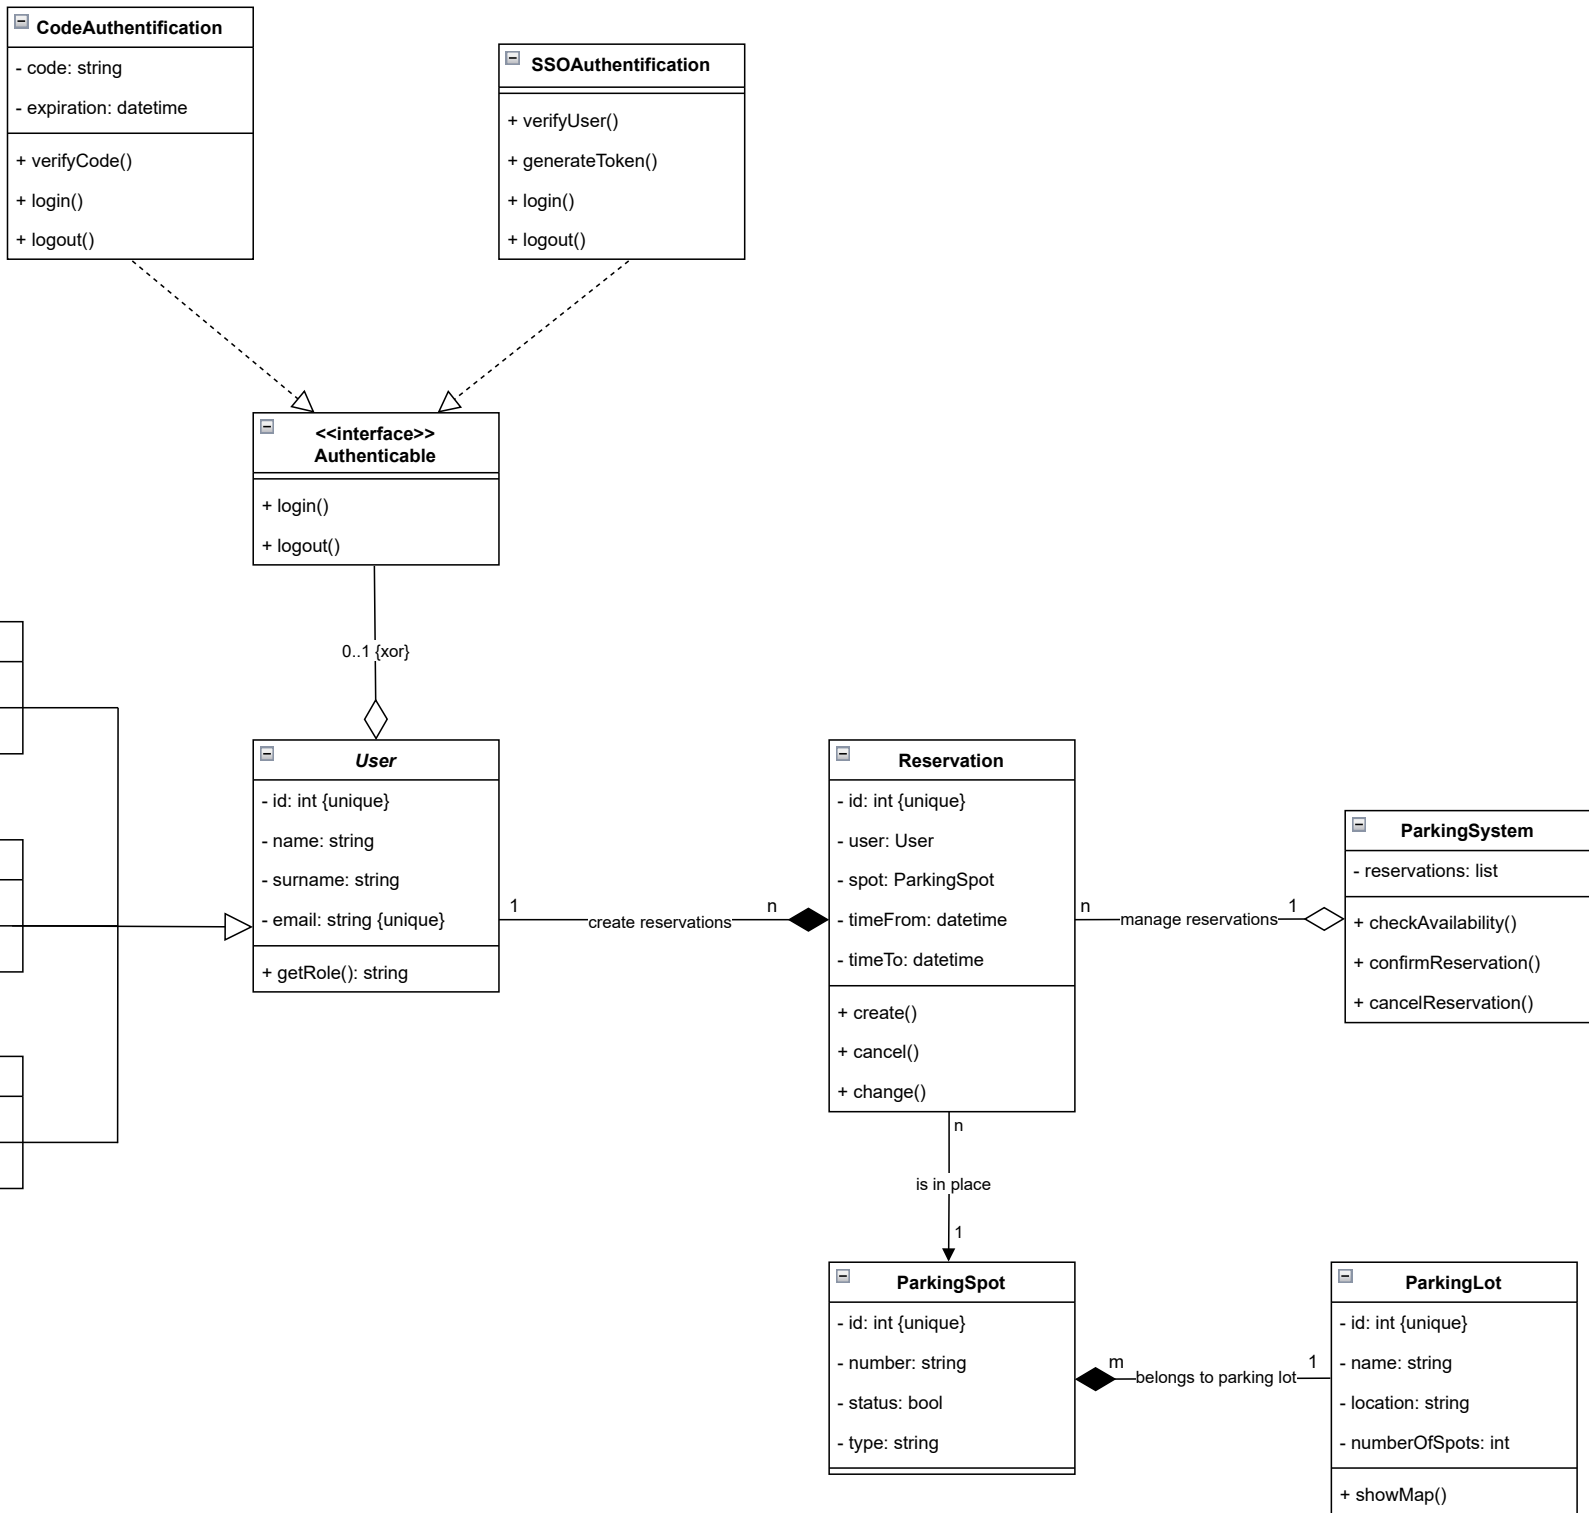 CodeAuthentification
- code: string
- expiration: datetime
+ verifyCode()
+ login()
+ logout()
SSOAuthentification
+ verifyUser()
+ generateToken()
+ login()
+ logout()
<<interface>>
Authenticable
+ login()
+ logout()
0..1 {xor}
User
- id: int {unique}
- name: string
- surname: string
- email: string {unique}
+ getRole(): string
1
create reservations
n
Reservation
- id: int {unique}
- user: User
- spot: ParkingSpot
- timeFrom: datetime
- timeTo: datetime
+ create()
+ cancel()
+ change()
n
manage reservations
1
ParkingSystem
- reservations: list
+ checkAvailability()
+ confirmReservation()
+ cancelReservation()
n
is in place
1
ParkingSpot
- id: int {unique}
- number: string
- status: bool
- type: string
m
belongs to parking lot
1
ParkingLot
- id: int {unique}
- name: string
- location: string
- numberOfSpots: int
+ showMap()